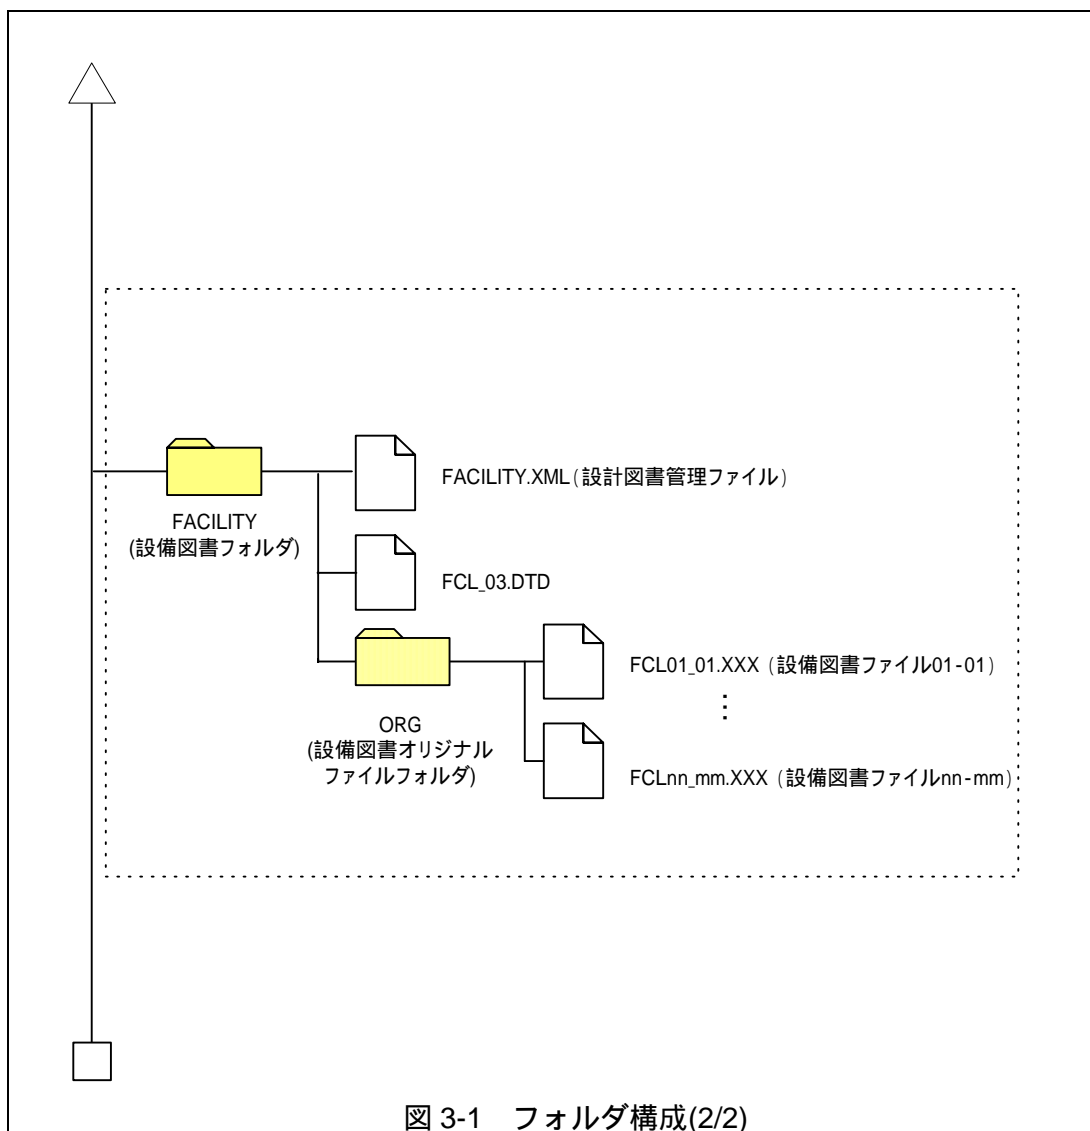 FACILITY.XML(設計図書管理ファイル)
FACILITY
(設備図書フォルダ)
FCL_03.DTD
FCL01_01.XXX (設備図書ファイル01-01)
⋮
ORG
(設備図書オリジナル
ファイルフォルダ)
FCLnn_mm.XXX (設備図書ファイルnn-mm)
図 3-1 フォルダ構成(2/2)